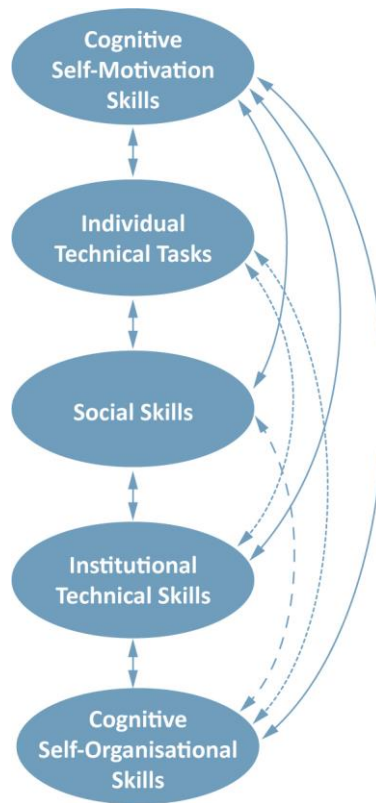 Cognitive
Self-Motivation
Skills
Individual
Technical Tasks
Social Skills
Institutional
Technical Skills
Cognitive
Self-Organisational
Skills